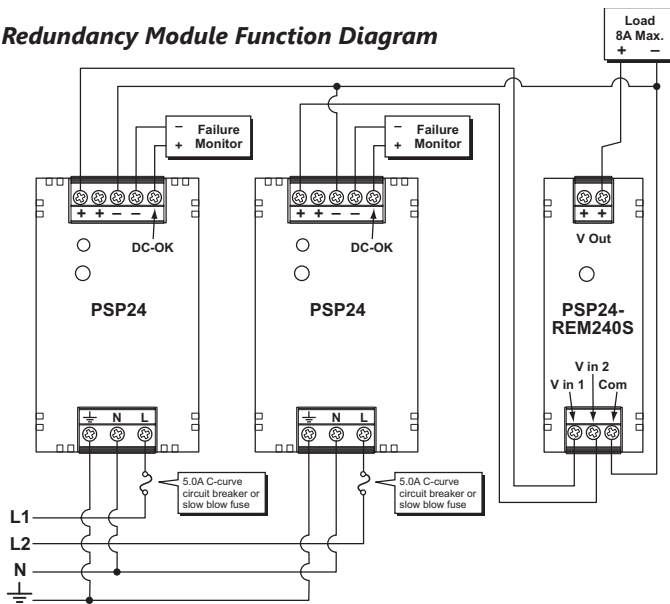 Redundancy Module Function Diagram
Load
8A Max.
+ –
– Failure
+ Monitor
– Failure
+ Monitor
+ + – –
DC-OK
PSP24
+ + – –
DC-OK
PSP24
+ +
V Out
PSP24-
REM240S
V in 2
V in 1 Com
N L
N L
5.0A C-curve
circuit breaker or
slow blow fuse
5.0A C-curve
circuit breaker or
slow blow fuse
L1
L2
N